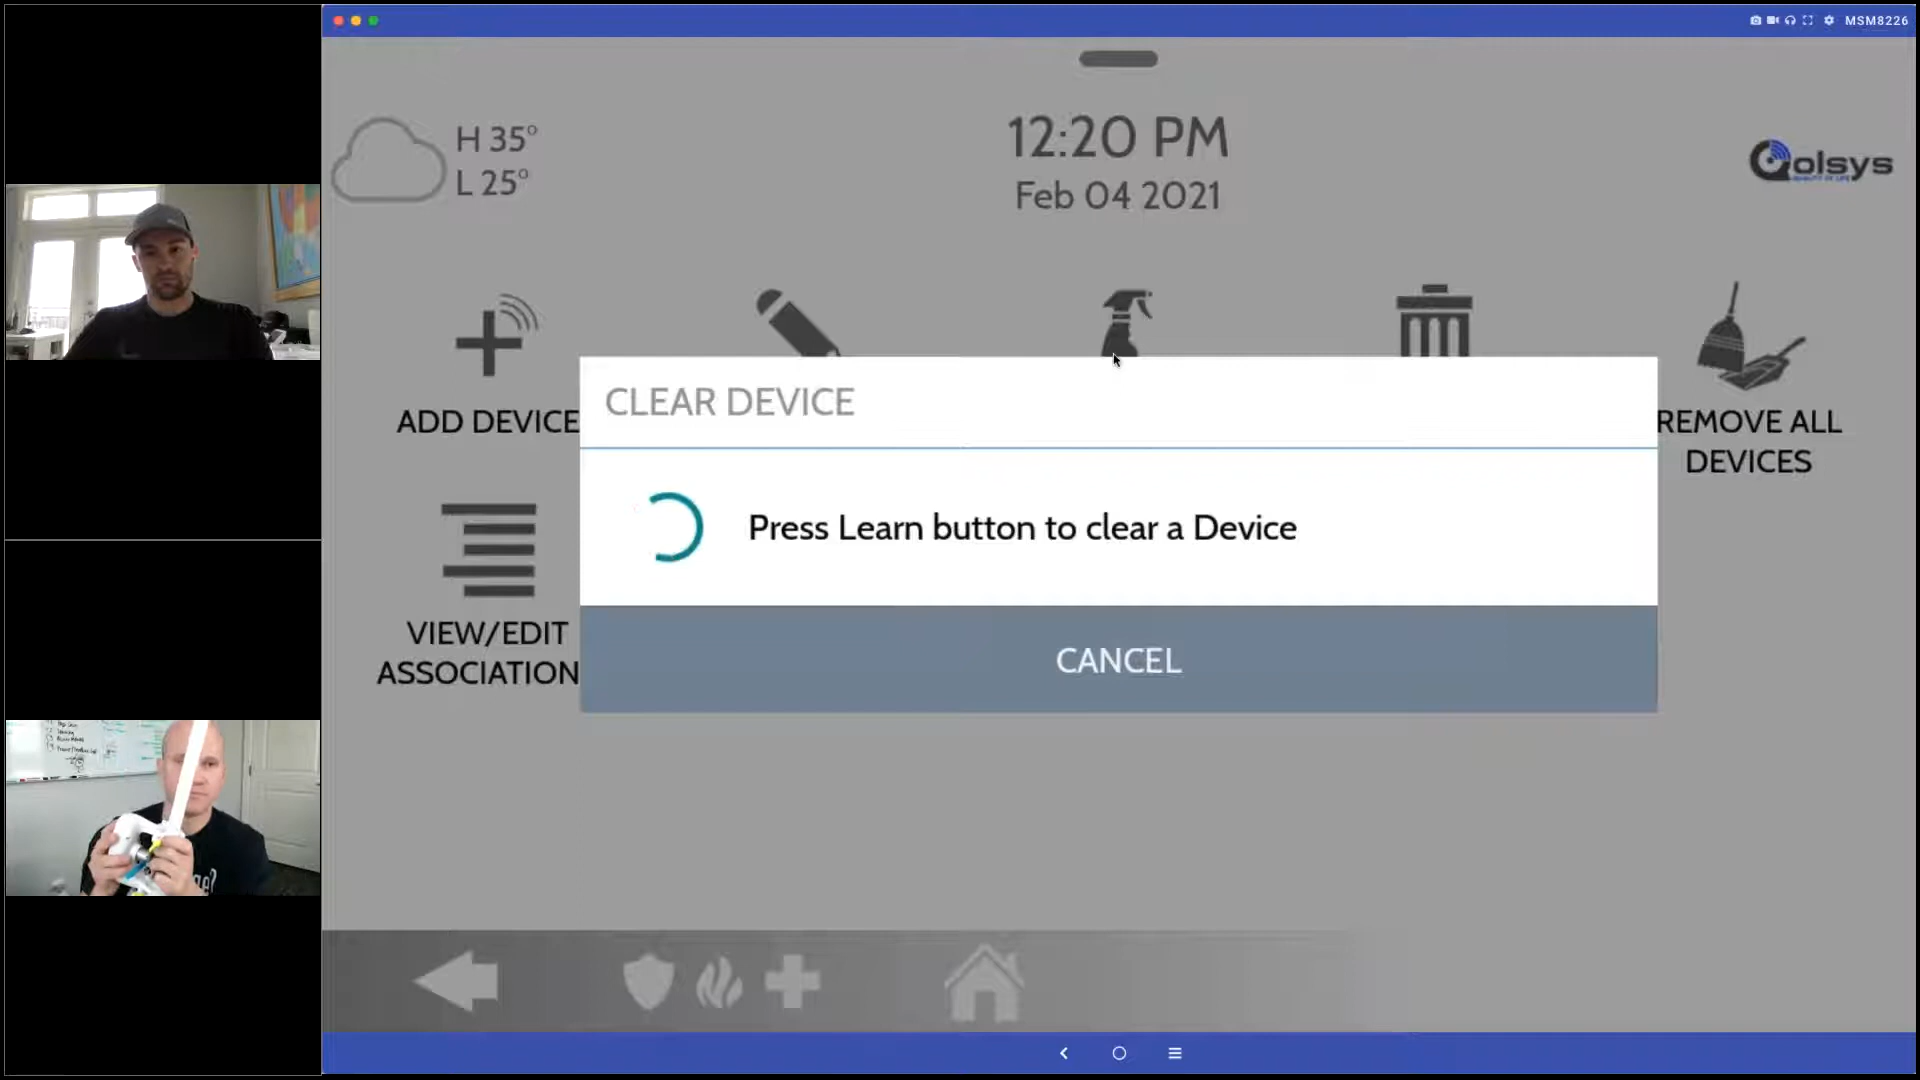 MSM8226
H 35°
L 25°
12:20 PM
Feb 04 2021
Qolsys
ADD DEVICE
REMOVE ALL
DEVICES
CLEAR DEVICE
Press Learn button to clear a Device
CANCEL
VIEW/EDIT
ASSOCIATION